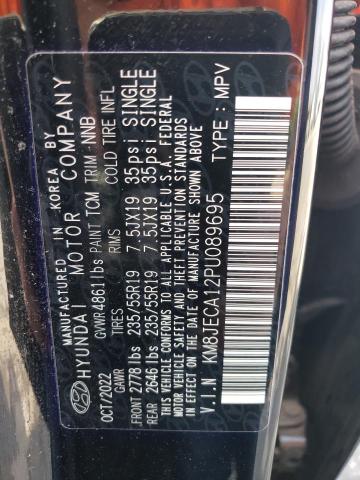 MANUFACTURED IN KOREA BY
HYUNDAI MOTOR COMPANY
OCT/2022 GVWR 4861 lbs PAINT TCM TRIM -NNB
GAWR TIRES RIMS COLD TIRE INFL
FRONT 2778 lbs 235/55R19 7.5JX19 35psi SINGLE
REAR 2646 lbs 235/55R19 7.5JX19 35psi SINGLE
THIS VEHICLE CONFORMS TO ALL APPLICABLE U.S.A. FEDERAL
MOTOR VEHICLE SAFETY AND THEFT PREVENTION STANDARDS
IN EFFECT ON THE DATE OF MANUFACTURE SHOWN ABOVE
V.I.N : KM8JECA12PU089695 TYPE : MPV